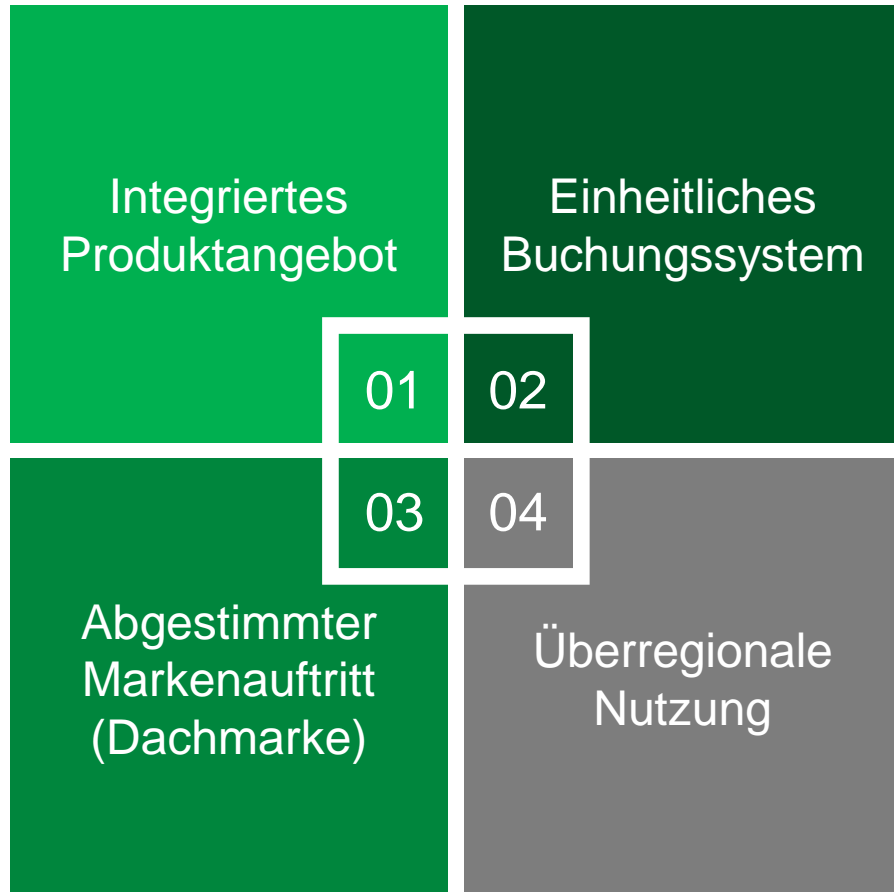 Integriertes
Produktangebot
01
Einheitliches
Buchungssystem
02
03
Abgestimmter
Markenauftritt
(Dachmarke)
04
Überregionale
Nutzung